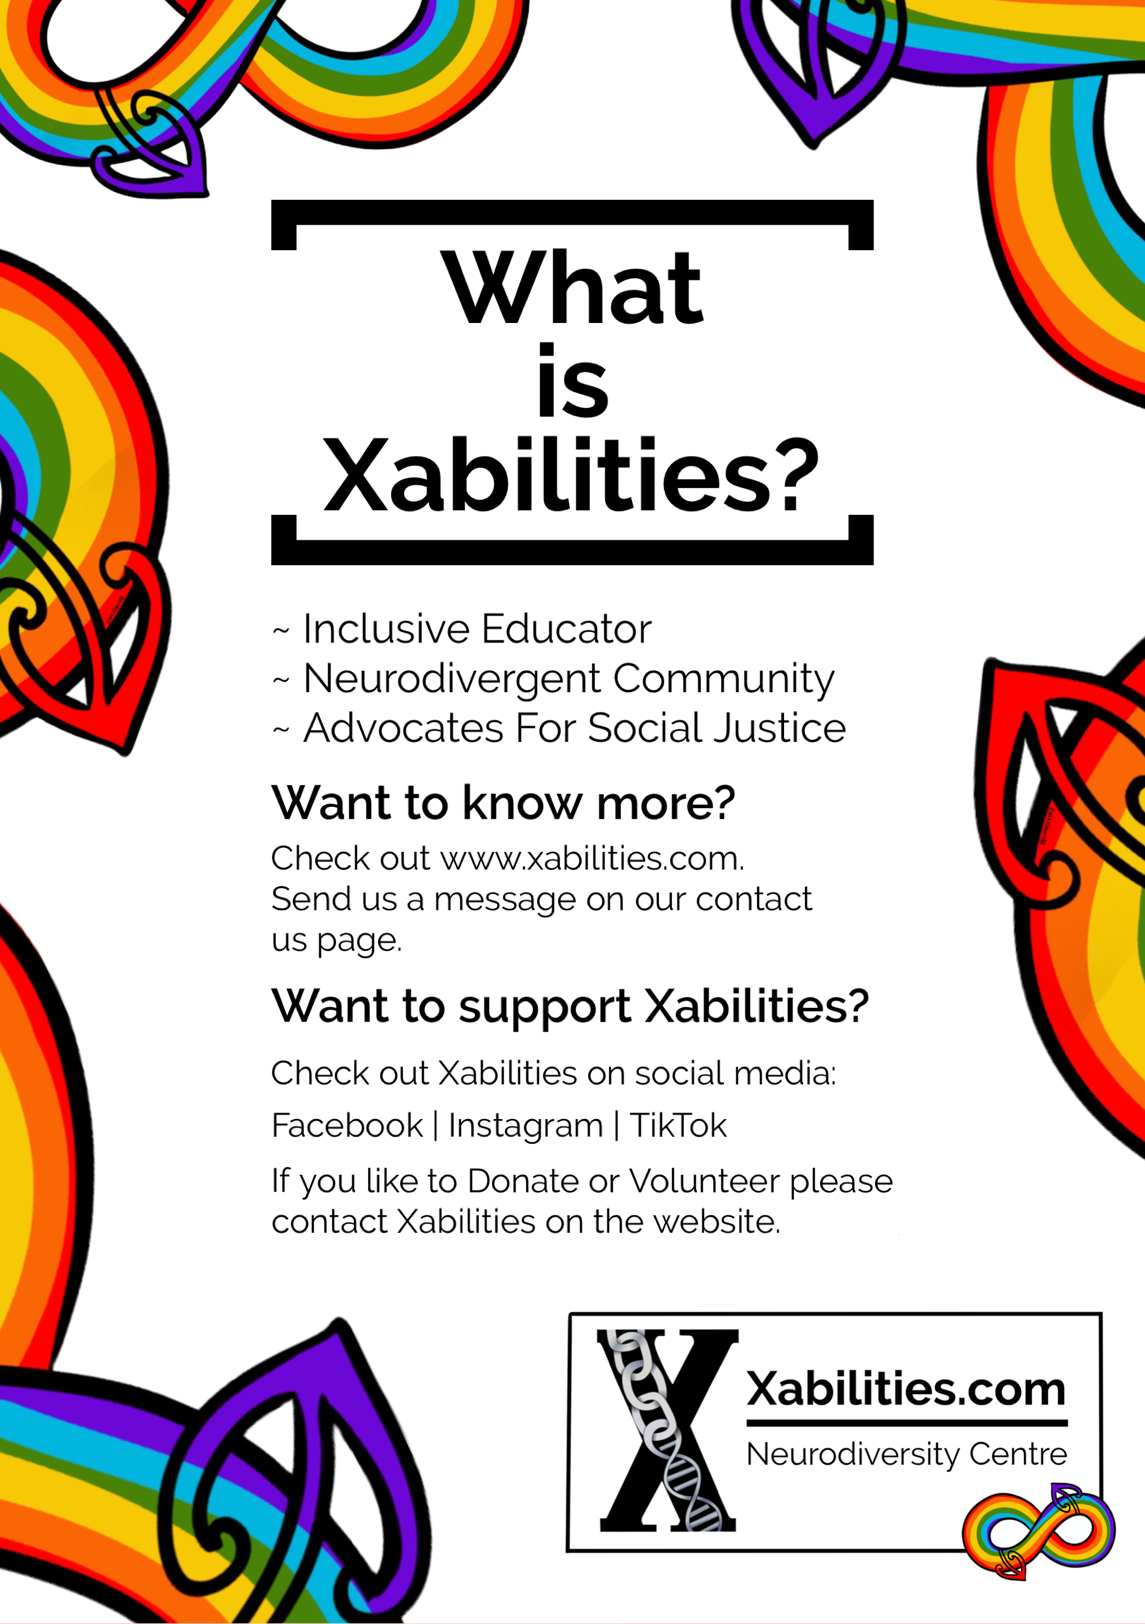 What
is
Xabilities?
~ Inclusive Educator
~ Neurodivergent Community
~ Advocates For Social Justice
Want to know more?
Check out www.xabilities.com.
Send us a message on our contact
us page.
Want to support Xabilities?
Check out Xabilities on social media:
Facebook | Instagram | TikTok
If you like to Donate or Volunteer please
contact Xabilities on the website.
X
Xabilities.com
Neurodiversity Centre